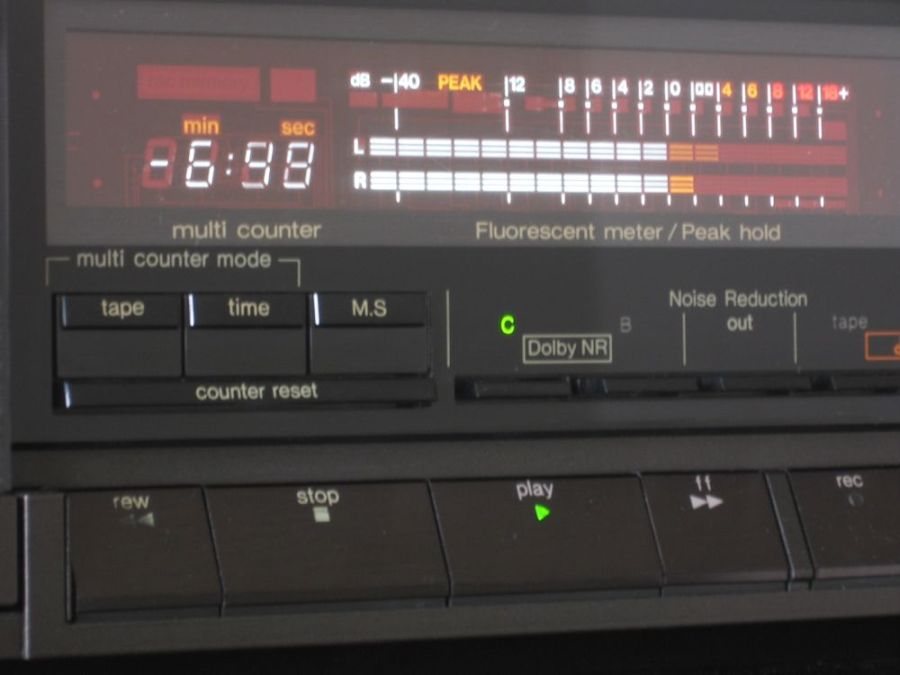 rec memory
dB -40 PEAK 12 8 6 4 2 0 4 6 8 12 18+
min sec
-6:98
L
R
multi counter
Fluorescent meter / Peak hold
multi counter mode
tape time M.S
counter reset
Noise Reduction
C B out tape
Dolby NR
rew stop play ff rec